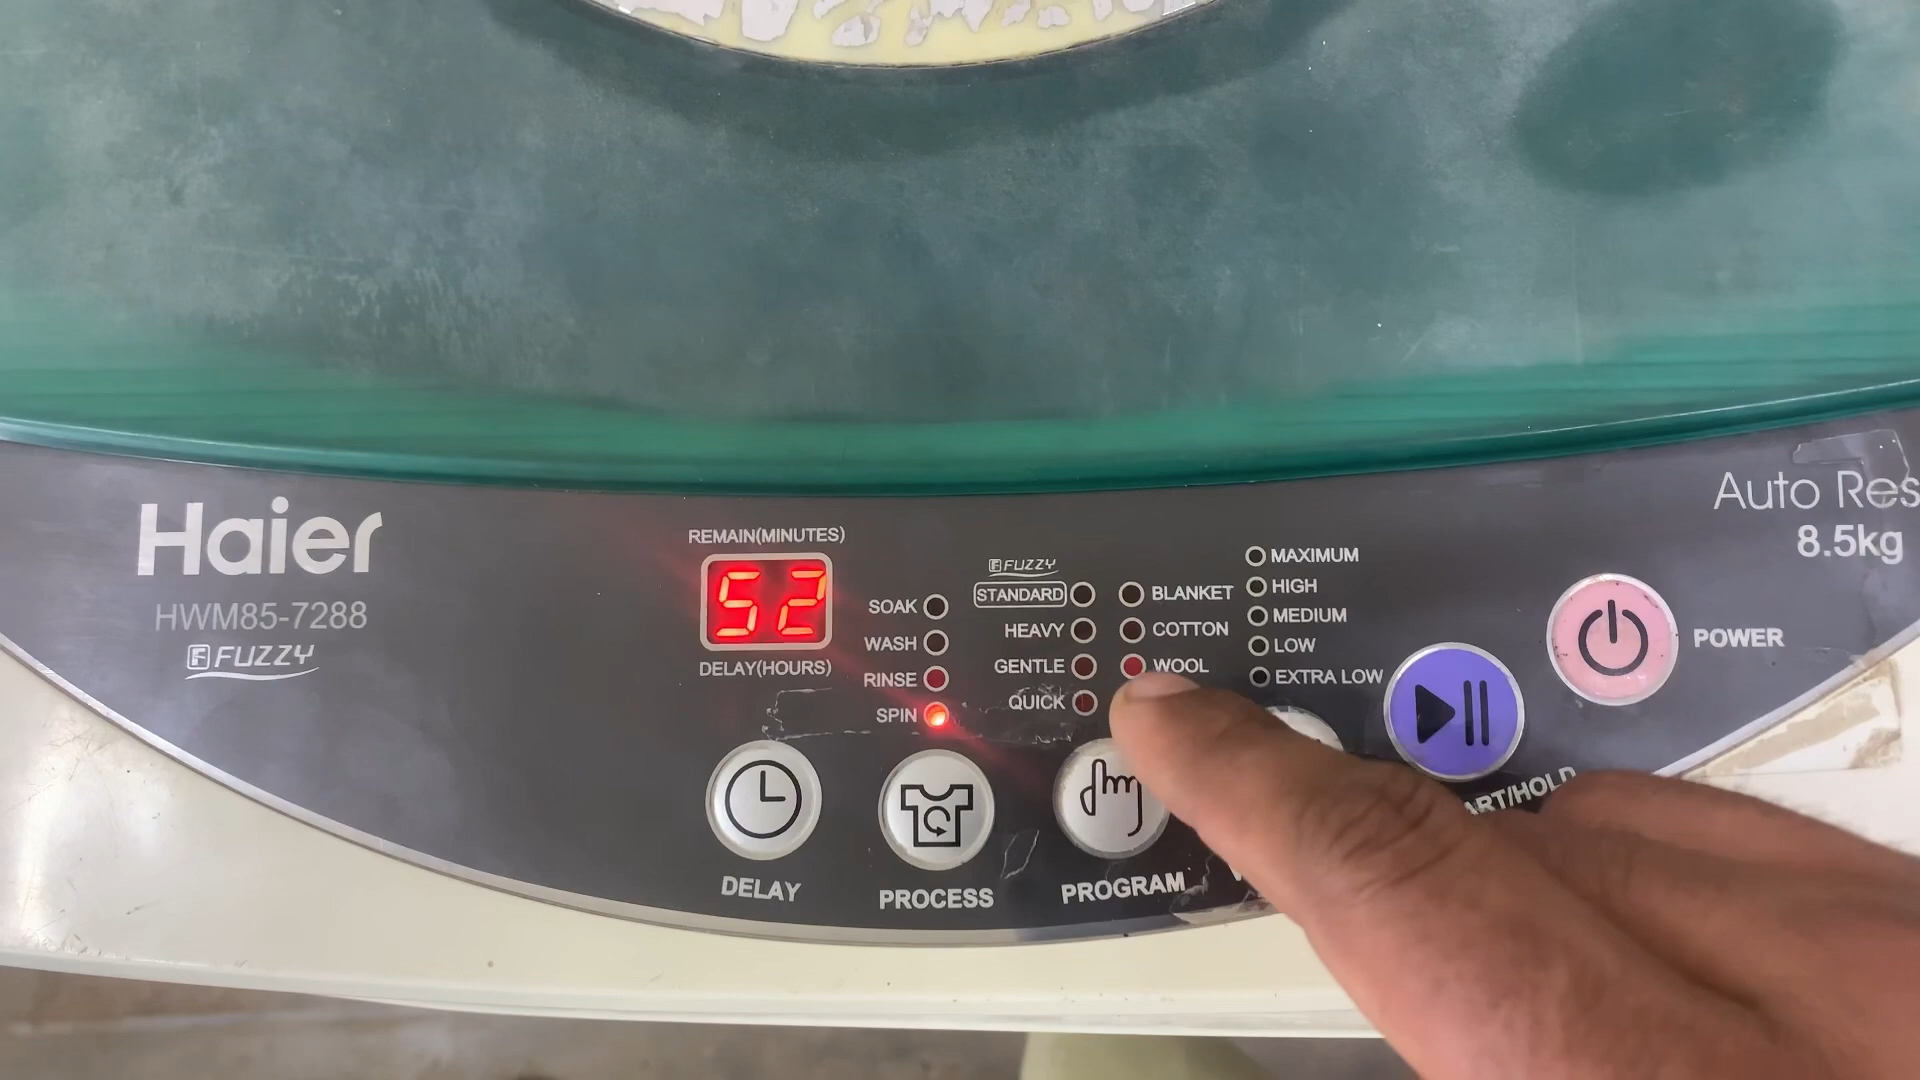 Haier
HWM85-7288
FUZZY
REMAIN(MINUTES)
52
DELAY(HOURS)
SOAK
WASH
RINSE
SPIN
FUZZY
STANDARD
HEAVY
GENTLE
QUICK
BLANKET
COTTON
WOOL
MAXIMUM
HIGH
MEDIUM
LOW
EXTRA LOW
Auto Res
8.5kg
POWER
ART/HOLD
DELAY
PROCESS
PROGRAM